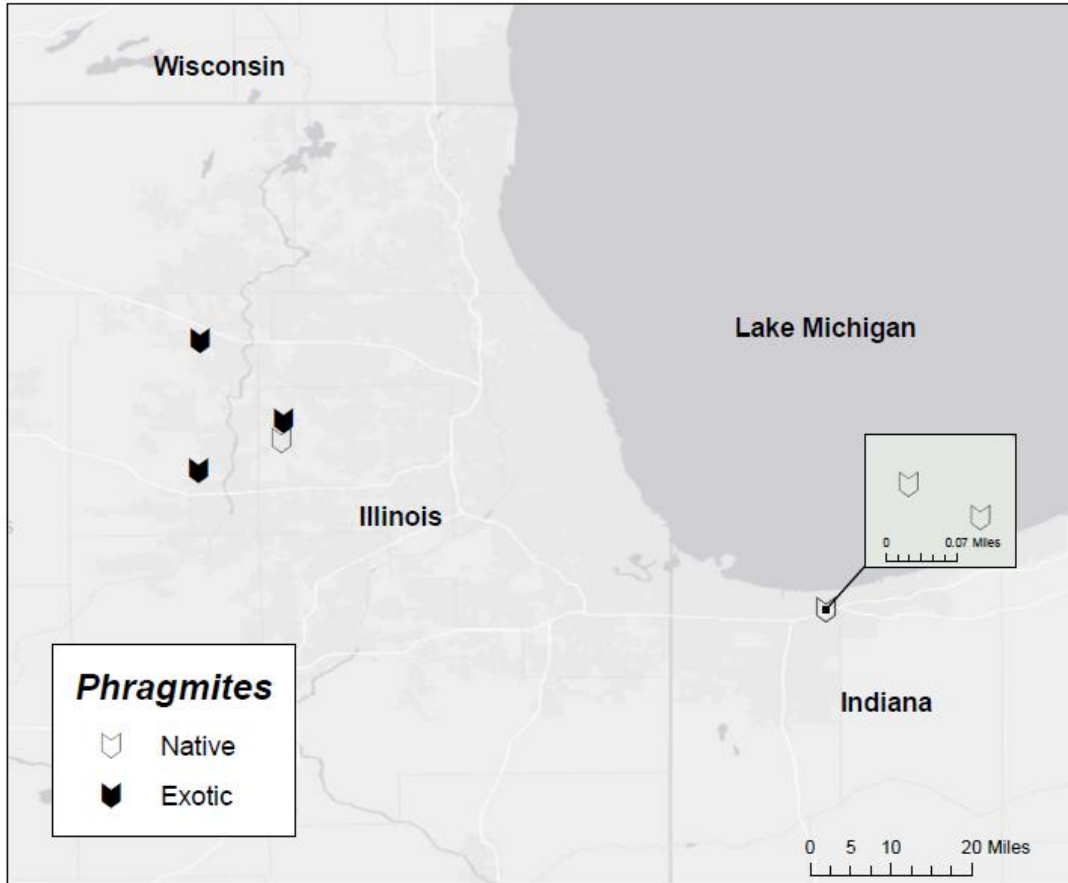 Wisconsin
Lake Michigan
0 0.07 Miles
Illinois
Indiana
Phragmites
Native
Exotic
0 5 10 20 Miles